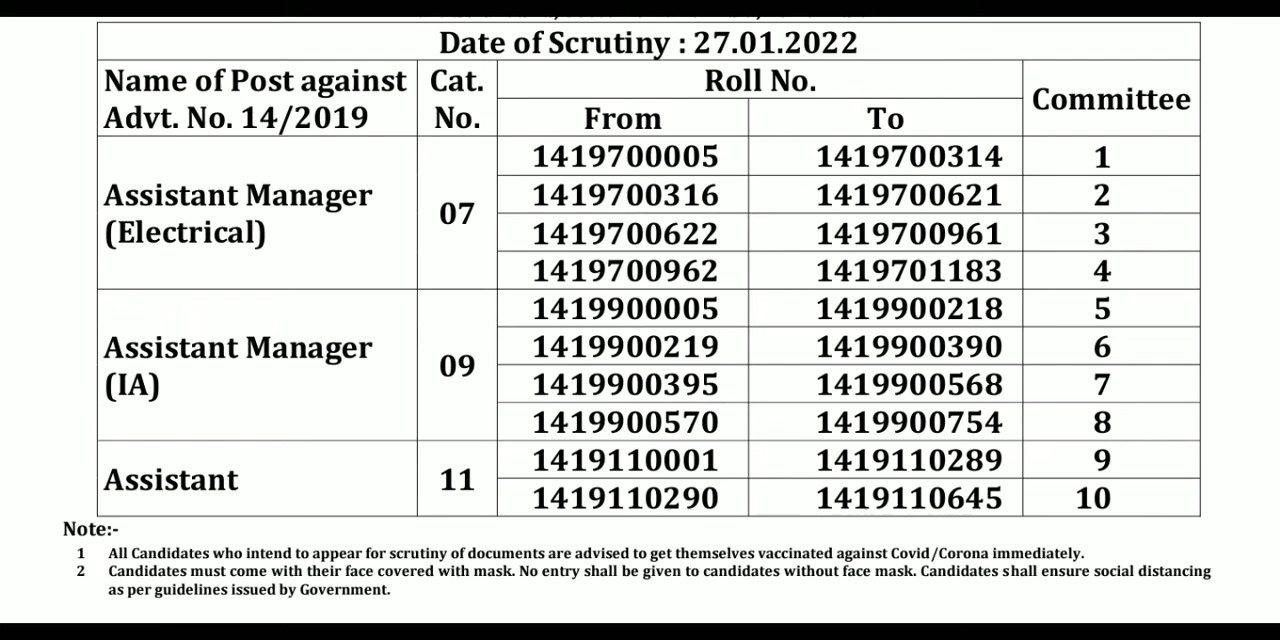 Date of Scrutiny : 27.01.2022
Name of Post against Advt. No. 14/2019 Cat. No. Roll No. Committee
From To
Assistant Manager (Electrical) 07 1419700005 1419700314 1
1419700316 1419700621 2
1419700622 1419700961 3
1419700962 1419701183 4
Assistant Manager (IA) 09 1419900005 1419900218 5
1419900219 1419900390 6
1419900395 1419900568 7
1419900570 1419900754 8
Assistant 11 1419110001 1419110289 9
1419110290 1419110645 10
Note:-
1 All Candidates who intend to appear for scrutiny of documents are advised to get themselves vaccinated against Covid/Corona immediately.
2 Candidates must come with their face covered with mask. No entry shall be given to candidates without face mask. Candidates shall ensure social distancing
as per guidelines issued by Government.